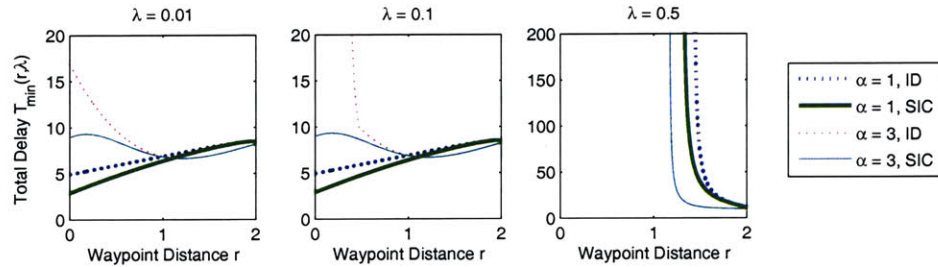 λ = 0.01
λ = 0.1
λ = 0.5
Total Delay T_min(r,λ)
20
15
10
5
0
0
1
2
Waypoint Distance r
20
15
10
5
0
0
1
2
Waypoint Distance r
200
150
100
50
0
0
1
2
Waypoint Distance r
α = 1, ID
α = 1, SIC
α = 3, ID
α = 3, SIC